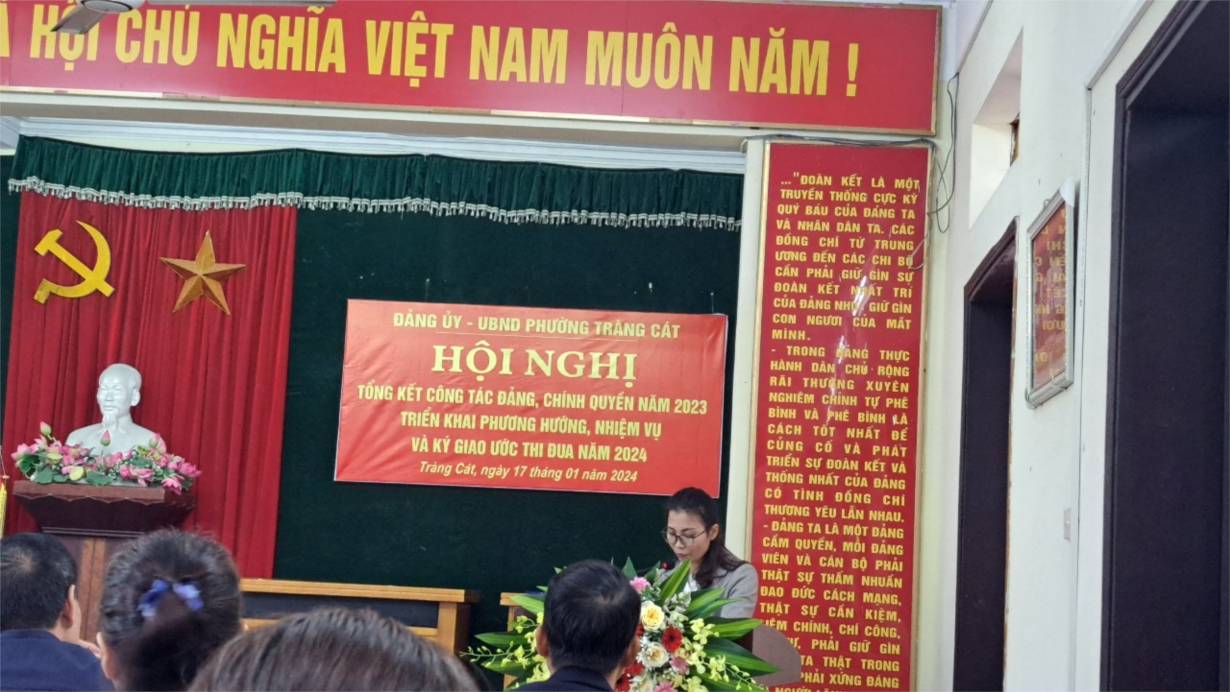 HỘI CHỦ NGHĨA VIỆT NAM MUÔN NĂM !
ĐẢNG ỦY - UBND PHƯỜNG TRÀNG CÁT
HỘI NGHỊ
TỔNG KẾT CÔNG TÁC ĐẢNG, CHÍNH QUYỀN NĂM 2023
TRIỂN KHAI PHƯƠNG HƯỚNG, NHIỆM VỤ
VÀ KÝ GIAO ƯỚC THI ĐUA NĂM 2024
Tràng Cát, ngày 17 tháng 01 năm 2024
..."ĐOÀN KẾT LÀ MỘT
TRUYỀN THỐNG CỰC KỲ
QUÝ BÁU CỦA ĐẢNG TA
VÀ NHÂN DÂN TA. CÁC
ĐỒNG CHÍ TỪ TRUNG
ƯƠNG ĐẾN CÁC CHI BỘ
CẦN PHẢI GIỮ GÌN SỰ
ĐOÀN KẾT NHẤT TRÍ
CỦA ĐẢNG NHƯ GIỮ GÌN
CON NGƯƠI CỦA MẮT
MÌNH.
- TRONG ĐẢNG THỰC
HÀNH DÂN CHỦ RỘNG
RÃI THƯỜNG XUYÊN
NGHIÊM CHỈNH TỰ PHÊ
BÌNH VÀ PHÊ BÌNH LÀ
CÁCH TỐT NHẤT ĐỂ
CỦNG CỐ VÀ PHÁT
TRIỂN SỰ ĐOÀN KẾT VÀ
THỐNG NHẤT CỦA ĐẢNG
CÓ TÌNH ĐỒNG CHÍ
THƯƠNG YÊU LẪN NHAU.
- ĐẢNG TA LÀ MỘT ĐẢNG
CẦM QUYỀN, MỖI ĐẢNG
VIÊN VÀ CÁN BỘ PHẢI
THẬT SỰ THẤM NHUẦN
ĐẠO ĐỨC CÁCH MẠNG,
THẬT SỰ CẦN KIỆM,
LIÊM CHÍNH, CHÍ CÔNG,
PHẢI GIỮ GÌN
TA THẬT TRONG
PHẢI XỨNG ĐÁNG